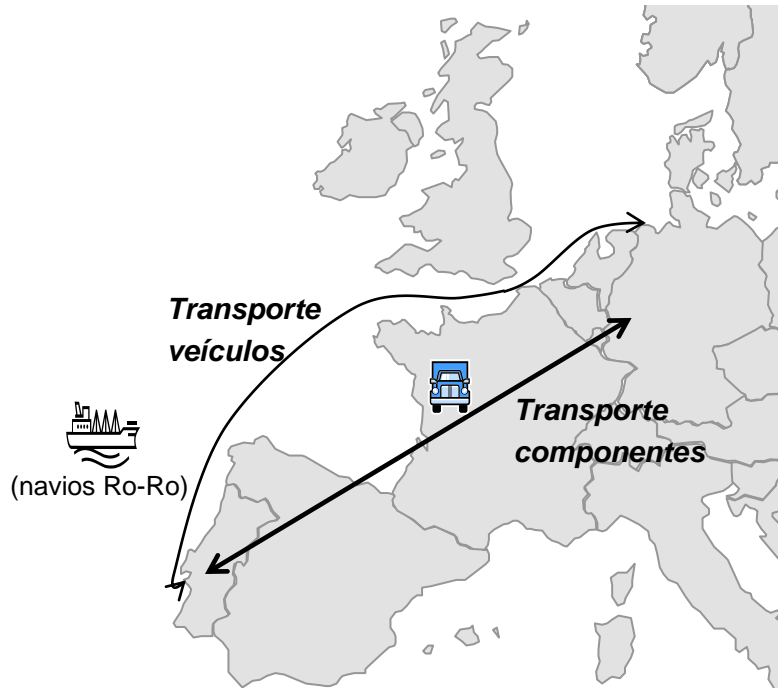 Transporte
veículos
(navios Ro-Ro)
Transporte
componentes